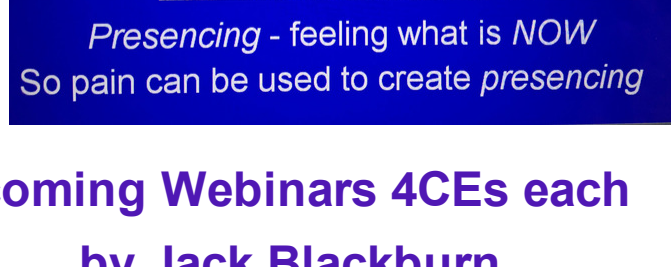 Presencing - feeling what is NOW
So pain can be used to create presencing
coming Webinars 4CEs each
by Jack Blackburn